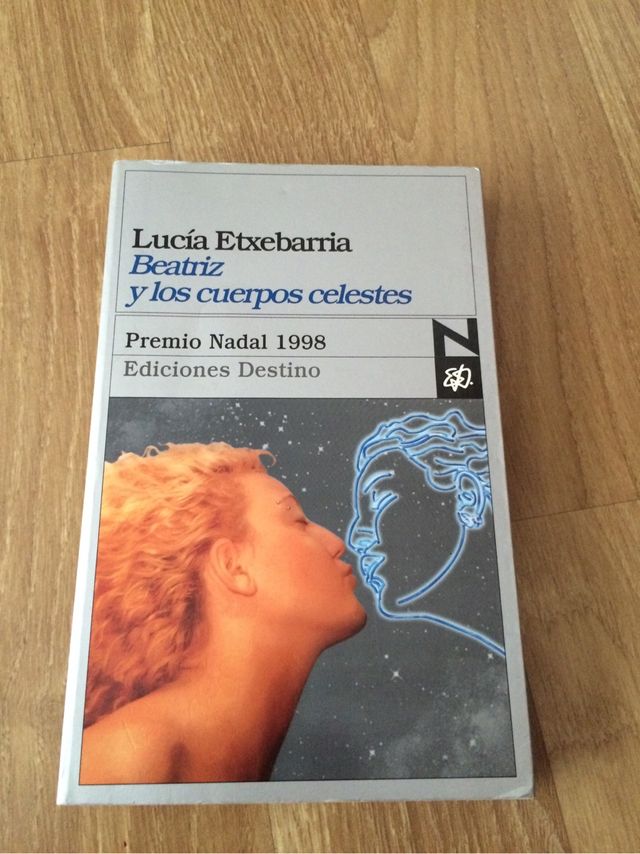 Lucía Etxebarria
Beatriz
y los cuerpos celestes
Premio Nadal 1998
Ediciones Destino
N